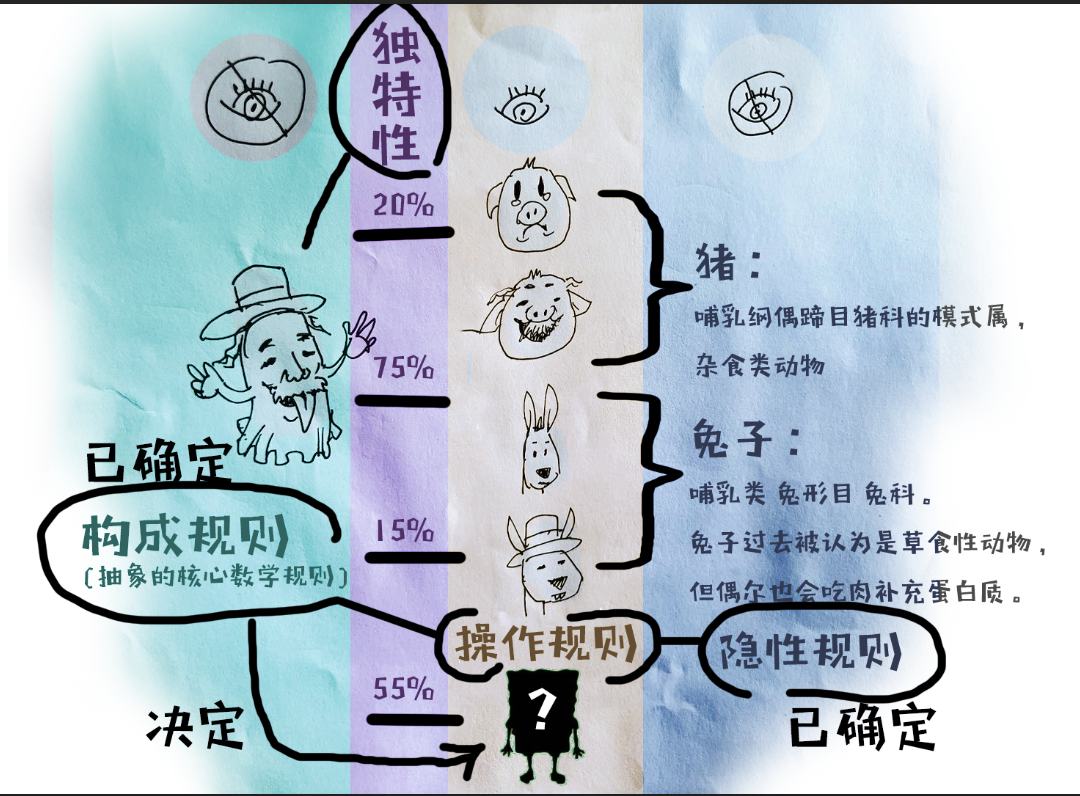 独
特
性
20%
猪：
哺乳纲偶蹄目猪科的模式属，
杂食类动物
75%
兔子：
哺乳类 兔形目 兔科。
兔子过去被认为是草食性动物，
但偶尔也会吃肉补充蛋白质。
已确定
构成规则
(抽象的核心数学规则)
15%
操作规则
隐性规则
55%
?
决定
已确定